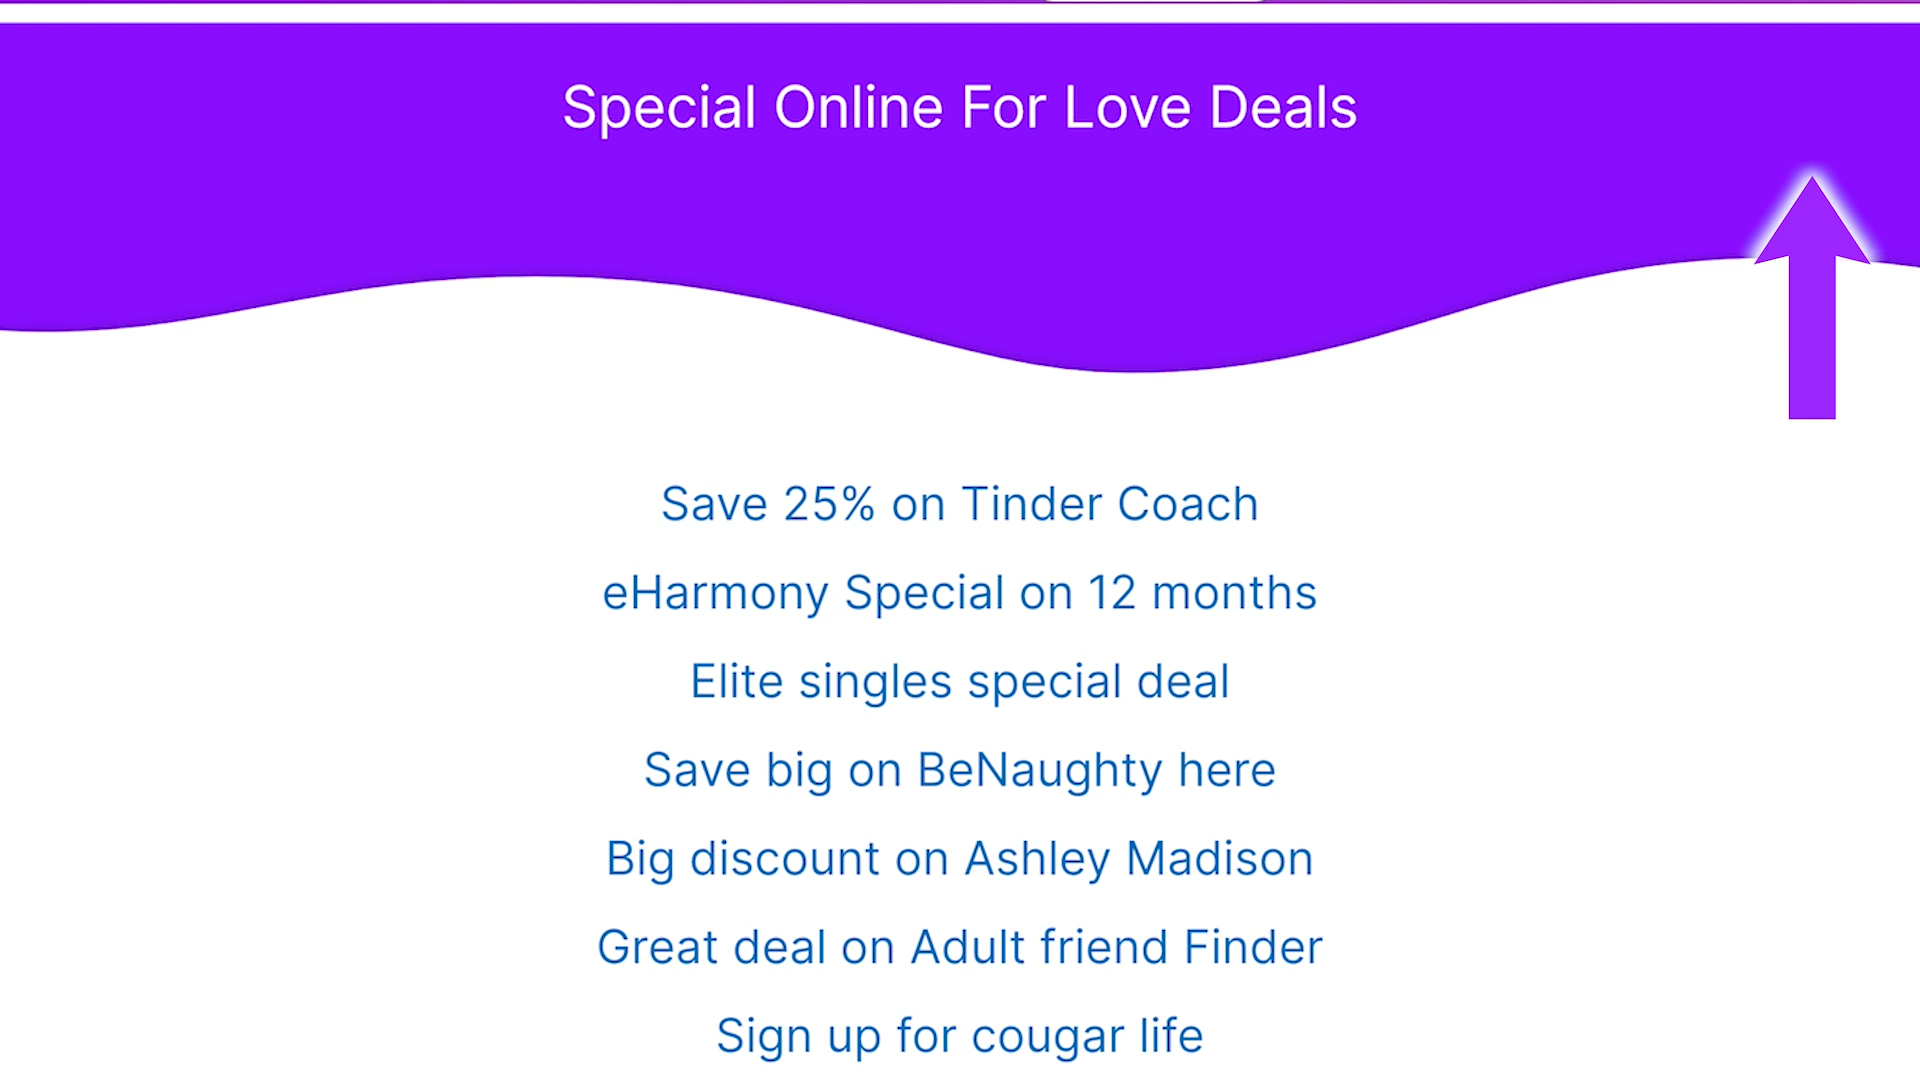 Special Online For Love Deals
Save 25% on Tinder Coach
eHarmony Special on 12 months
Elite singles special deal
Save big on BeNaughty here
Big discount on Ashley Madison
Great deal on Adult friend Finder
Sign up for cougar life